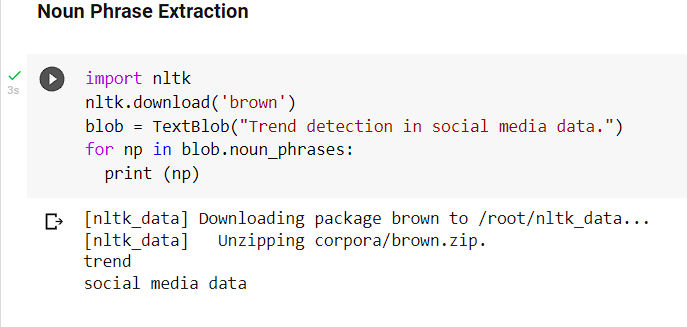 Noun Phrase Extraction
3s
import nltk
nltk.download('brown')
blob = TextBlob("Trend detection in social media data.")
for np in blob.noun_phrases:
  print (np)
[nltk_data] Downloading package brown to /root/nltk_data...
[nltk_data]   Unzipping corpora/brown.zip.
trend
social media data